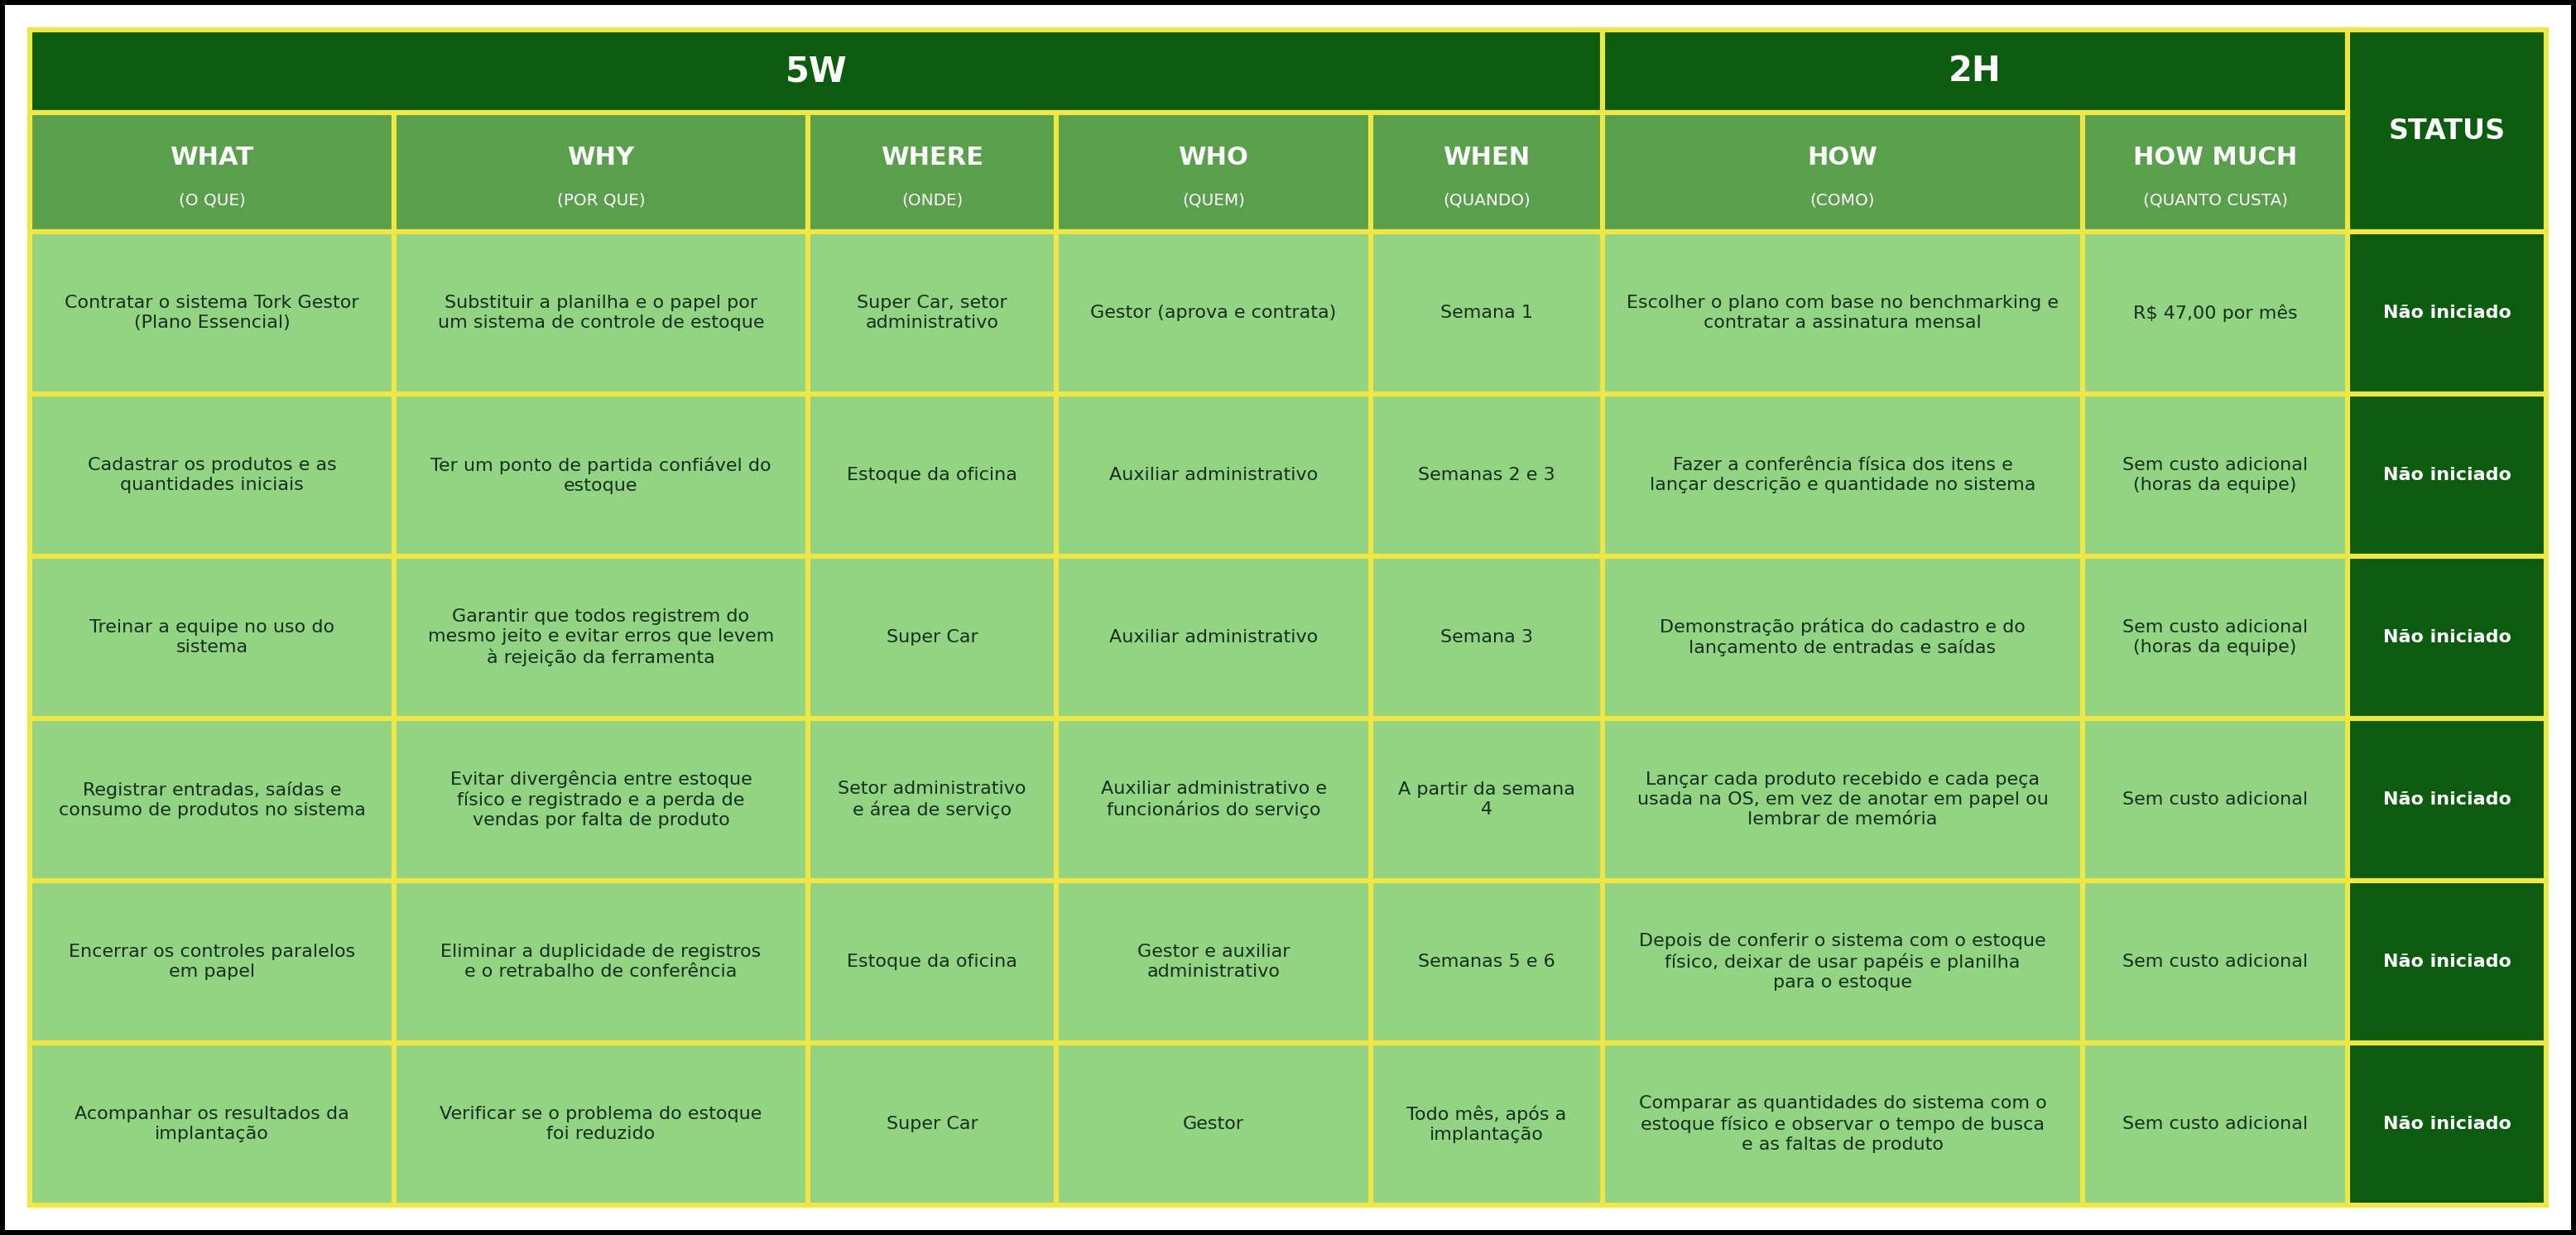 5W
2H
STATUS
WHAT
(O QUE)
WHY
(POR QUE)
WHERE
(ONDE)
WHO
(QUEM)
WHEN
(QUANDO)
HOW
(COMO)
HOW MUCH
(QUANTO CUSTA)
Contratar o sistema Tork Gestor
(Plano Essencial)
Substituir a planilha e o papel por
um sistema de controle de estoque
Super Car, setor
administrativo
Gestor (aprova e contrata)
Semana 1
Escolher o plano com base no benchmarking e
contratar a assinatura mensal
R$ 47,00 por mês
Não iniciado
Cadastrar os produtos e as
quantidades iniciais
Ter um ponto de partida confiável do
estoque
Estoque da oficina
Auxiliar administrativo
Semanas 2 e 3
Fazer a conferência física dos itens e
lançar descrição e quantidade no sistema
Sem custo adicional
(horas da equipe)
Não iniciado
Treinar a equipe no uso do
sistema
Garantir que todos registrem do
mesmo jeito e evitar erros que levem
à rejeição da ferramenta
Super Car
Auxiliar administrativo
Semana 3
Demonstração prática do cadastro e do
lançamento de entradas e saídas
Sem custo adicional
(horas da equipe)
Não iniciado
Registrar entradas, saídas e
consumo de produtos no sistema
Evitar divergência entre estoque
físico e registrado e a perda de
vendas por falta de produto
Setor administrativo
e área de serviço
Auxiliar administrativo e
funcionários do serviço
A partir da semana
4
Lançar cada produto recebido e cada peça
usada na OS, em vez de anotar em papel ou
lembrar de memória
Sem custo adicional
Não iniciado
Encerrar os controles paralelos
em papel
Eliminar a duplicidade de registros
e o retrabalho de conferência
Estoque da oficina
Gestor e auxiliar
administrativo
Semanas 5 e 6
Depois de conferir o sistema com o estoque
físico, deixar de usar papéis e planilha
para o estoque
Sem custo adicional
Não iniciado
Acompanhar os resultados da
implantação
Verificar se o problema do estoque
foi reduzido
Super Car
Gestor
Todo mês, após a
implantação
Comparar as quantidades do sistema com o
estoque físico e observar o tempo de busca
e as faltas de produto
Sem custo adicional
Não iniciado